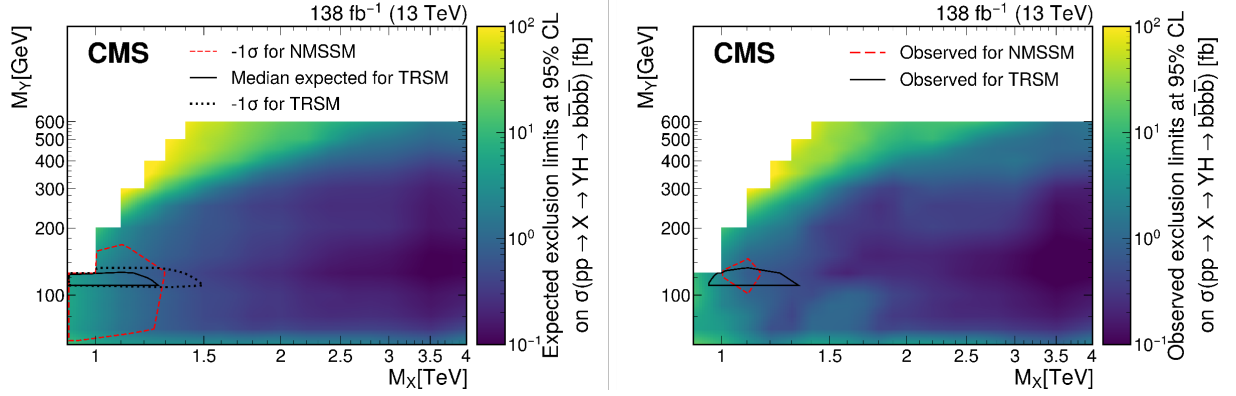 138 fb⁻¹ (13 TeV)
CMS
-1σ for NMSSM
Median expected for TRSM
-1σ for TRSM
M_Y[GeV]
600
500
400
300
200
100
1
1.5
2
2.5
3
3.5
4
M_X[TeV]
10²
10¹
10⁰
10⁻¹
Expected exclusion limits at 95% CL
on σ(pp → X → YH → bb̅bb̅) [fb]
138 fb⁻¹ (13 TeV)
CMS
Observed for NMSSM
Observed for TRSM
M_Y[GeV]
600
500
400
300
200
100
1
1.5
2
2.5
3
3.5
4
M_X[TeV]
10²
10¹
10⁰
10⁻¹
Observed exclusion limits at 95% CL
on σ(pp → X → YH → bb̅bb̅) [fb]